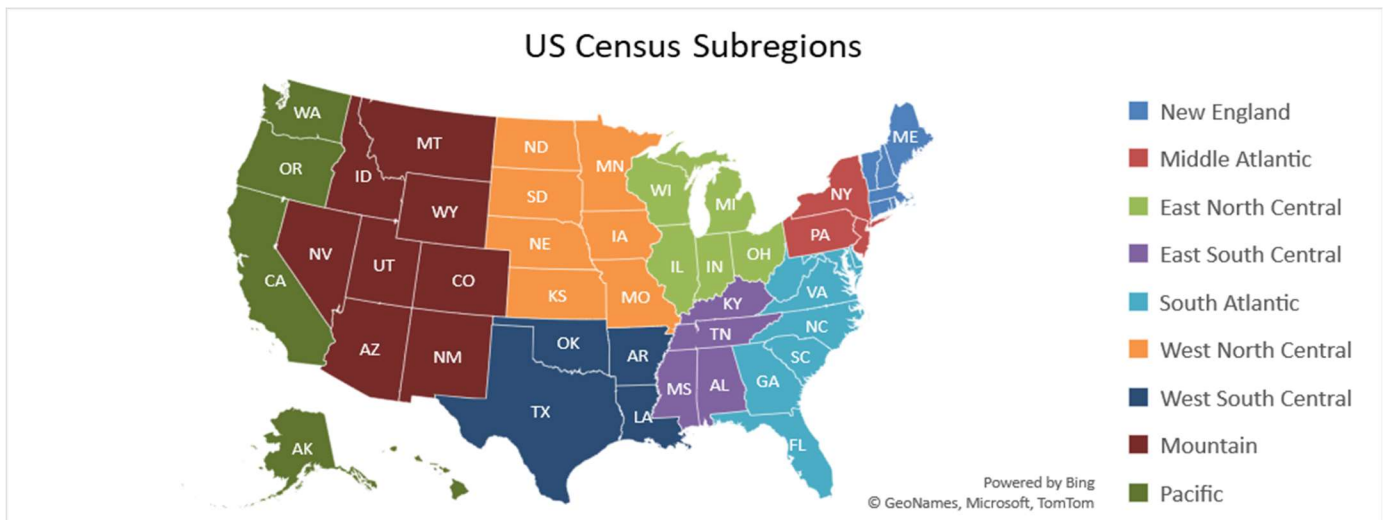 US Census Subregions
WA
OR
CA
AK
ID
NV
MT
WY
UT
CO
AZ
NM
ND
SD
NE
KS
MN
IA
MO
OK
TX
AR
LA
WI
MI
IL
IN
OH
KY
TN
MS
AL
NY
PA
ME
VA
NC
SC
GA
FL
New England
Middle Atlantic
East North Central
East South Central
South Atlantic
West North Central
West South Central
Mountain
Pacific
Powered by Bing
© GeoNames, Microsoft, TomTom